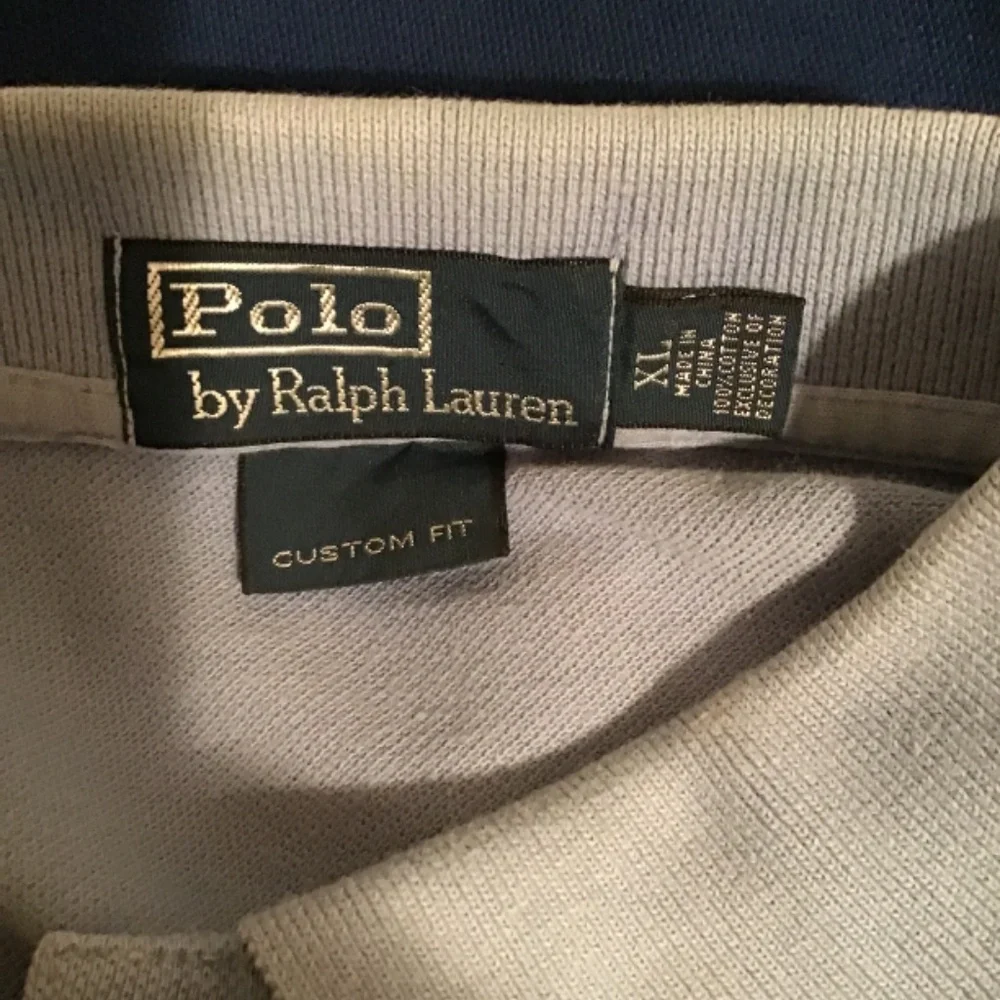 Polo
by Ralph Lauren
XL
MADE IN
CHINA
100% COTTON
EXCLUSIVE OF
DECORATION
CUSTOM FIT